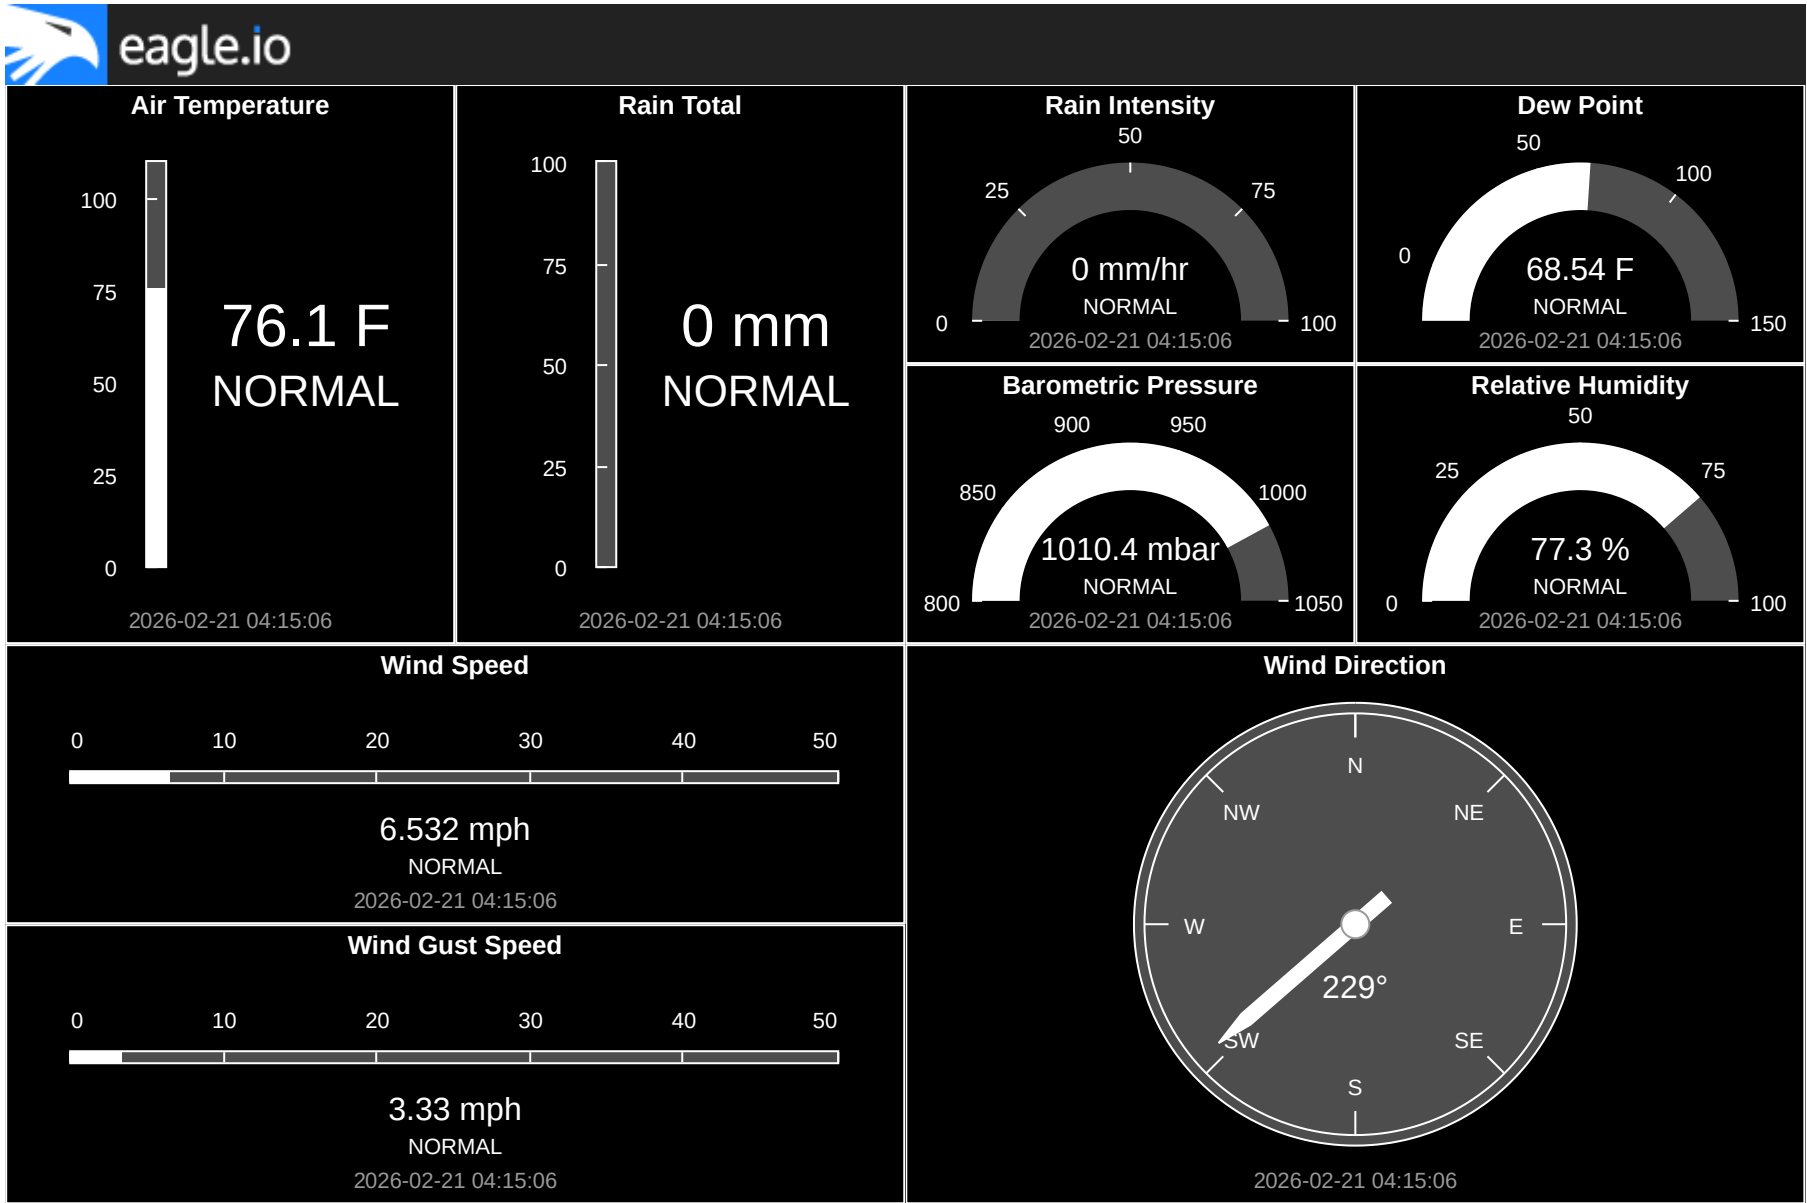 eagle.io
Air Temperature
100
75
50
25
0
76.1 F
NORMAL
2026-02-21 04:15:06
Rain Total
100
75
50
25
0
0 mm
NORMAL
2026-02-21 04:15:06
Rain Intensity
0
25
50
75
100
0 mm/hr
NORMAL
2026-02-21 04:15:06
Dew Point
0
50
100
150
68.54 F
NORMAL
2026-02-21 04:15:06
Barometric Pressure
800
850
900
950
1000
1050
1010.4 mbar
NORMAL
2026-02-21 04:15:06
Relative Humidity
0
25
50
75
100
77.3 %
NORMAL
2026-02-21 04:15:06
Wind Speed
0 10 20 30 40 50
6.532 mph
NORMAL
2026-02-21 04:15:06
Wind Gust Speed
0 10 20 30 40 50
3.33 mph
NORMAL
2026-02-21 04:15:06
Wind Direction
N
NW NE
W E
229°
SW SE
S
2026-02-21 04:15:06